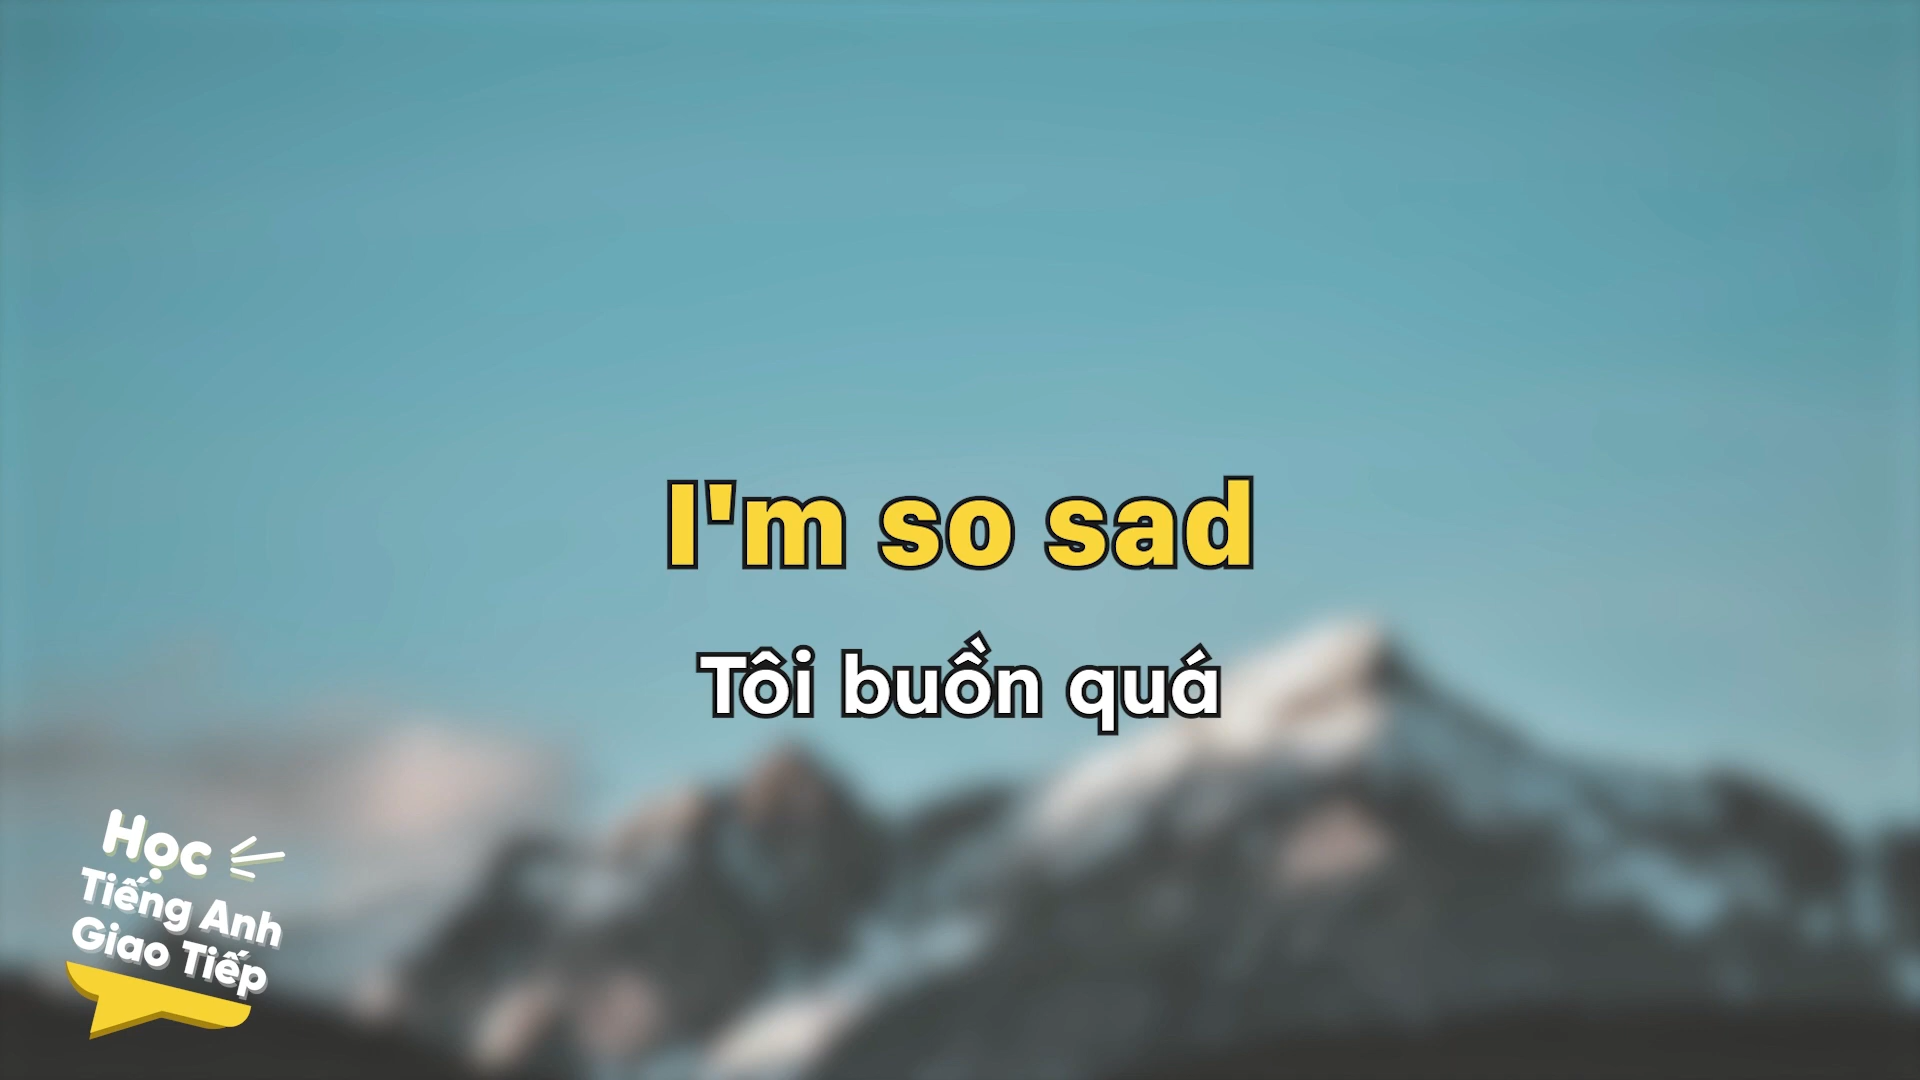 I'm so sad
Tôi buồn quá
Học
Tiếng Anh
Giao Tiếp